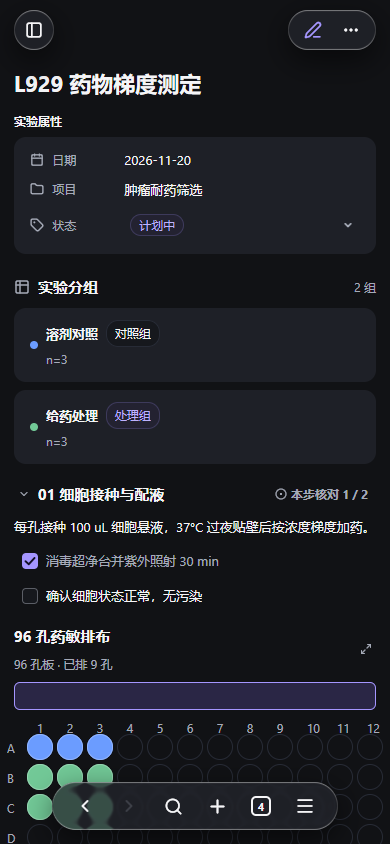 L929 药物梯度测定
实验属性
日期 2026-11-20
项目 肿瘤耐药筛选
状态 计划中
实验分组 2 组
溶剂对照 对照组
n=3
给药处理 处理组
n=3
01 细胞接种与配液 本步核对 1 / 2
每孔接种 100 uL 细胞悬液，37°C 过夜贴壁后按浓度梯度加药。
消毒超净台并紫外照射 30 min
确认细胞状态正常，无污染
96 孔药敏排布
96 孔板 · 已排 9 孔
1 2 3 4 5 6 7 8 9 10 11 12
A
B
C
4
D